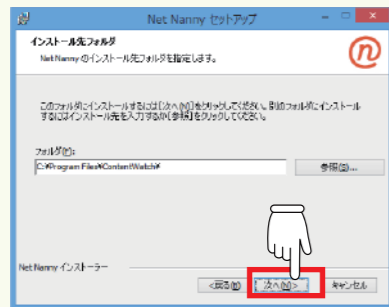 Net Nanny セットアップ
インストール先フォルダ
Net Nanny のインストール先フォルダを指定します。
このフォルダにインストールするには[次へ(N)]をクリックしてください。別のフォルダにインストール
するにはインストール先を入力するか[参照]をクリックしてください。
フォルダ(F):
C:¥Program Files¥ContentWatch¥
参照(S)...
Net Nanny インストーラー
<戻る(B) 次へ(N)> キャンセル